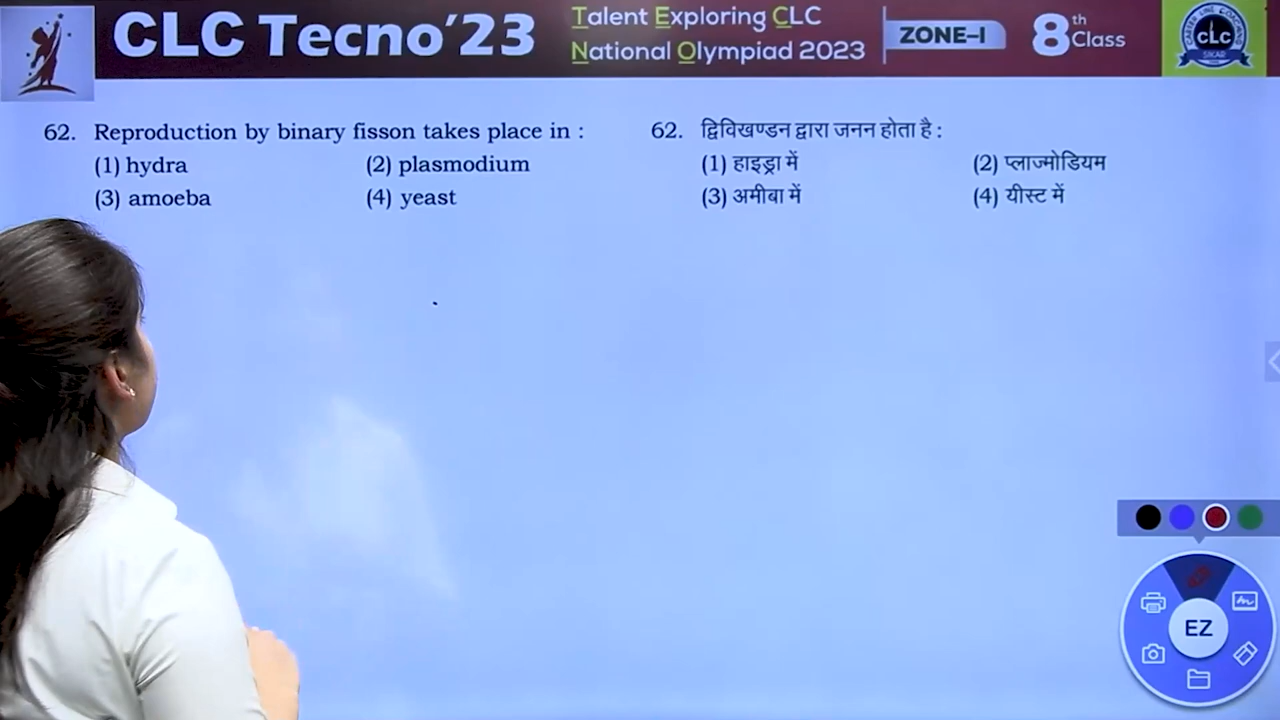 CLC Tecno'23
Talent Exploring CLC
National Olympiad 2023
ZONE–I
8th Class
CLC
62. Reproduction by binary fisson takes place in :
(1) hydra (2) plasmodium
(3) amoeba (4) yeast
62. द्विविखण्डन द्वारा जनन होता है :
(1) हाइड्रा में (2) प्लाज्मोडियम
(3) अमीबा में (4) यीस्ट में
EZ